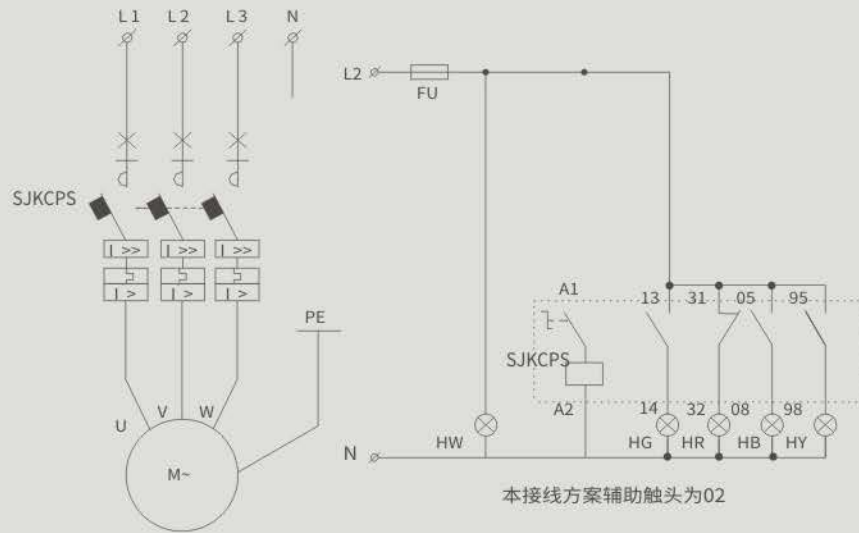 L1 L2 L3 N
L2
FU
SJKCPS
I >> I >> I >>
I > I > I >
PE
A1 13 31 05 95
SJKCPS
A2 14 32 08 98
U V W
HW HG HR HB HY
N
M~
本接线方案辅助触头为02